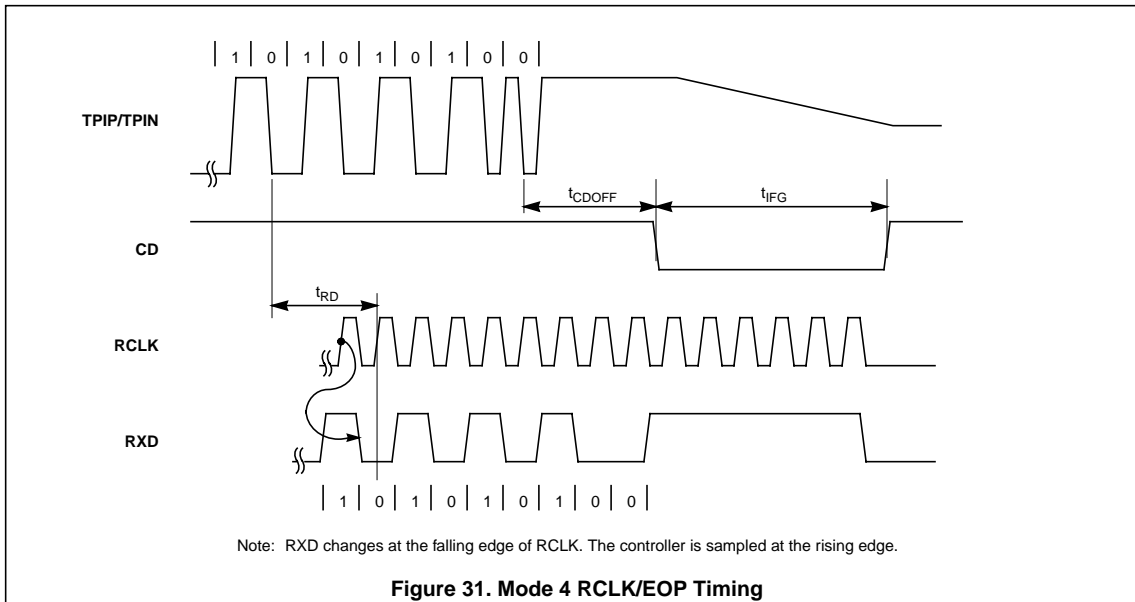 1 0 1 0 1 0 1 0 0
TPIP/TPIN
tCDOFF
tIFG
CD
tRD
RCLK
RXD
1 0 1 0 1 0 1 0 0
Note: RXD changes at the falling edge of RCLK. The controller is sampled at the rising edge.
Figure 31. Mode 4 RCLK/EOP Timing